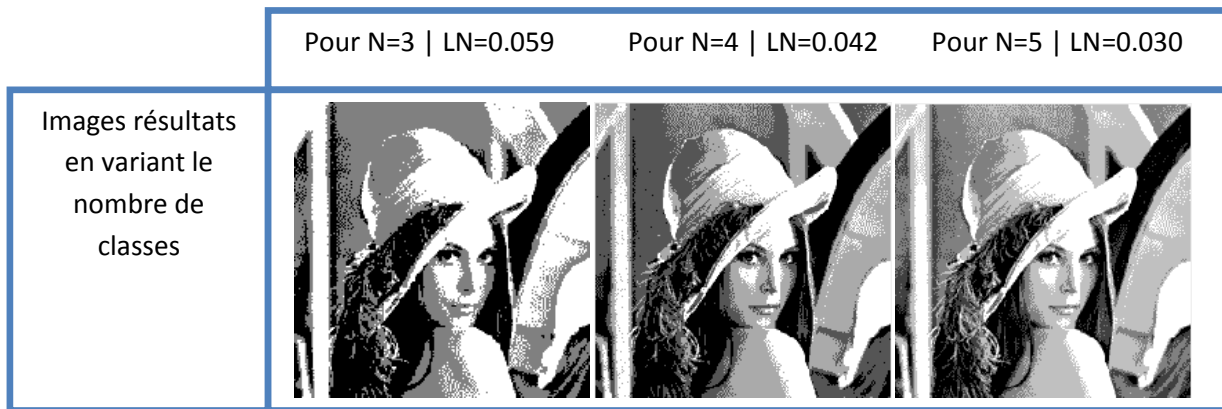 Pour N=3 | LN=0.059
Pour N=4 | LN=0.042
Pour N=5 | LN=0.030
Images résultats
en variant le
nombre de
classes